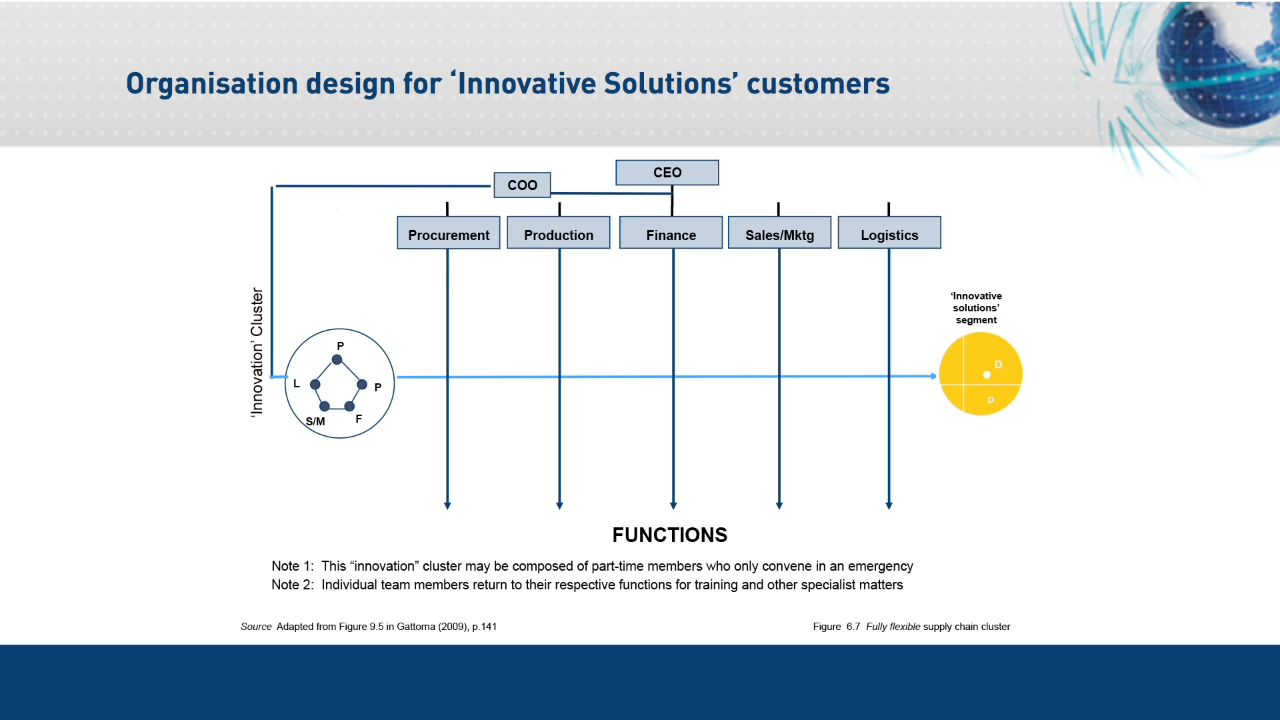 Organisation design for ‘Innovative Solutions’ customers
CEO
COO
Procurement
Production
Finance
Sales/Mktg
Logistics
‘Innovation’ Cluster
‘Innovative
solutions’
segment
P
L
P
S/M
F
D
p
FUNCTIONS
Note 1: This “innovation” cluster may be composed of part-time members who only convene in an emergency
Note 2: Individual team members return to their respective functions for training and other specialist matters
Source Adapted from Figure 9.5 in Gattorna (2009), p.141
Figure 6.7 Fully flexible supply chain cluster